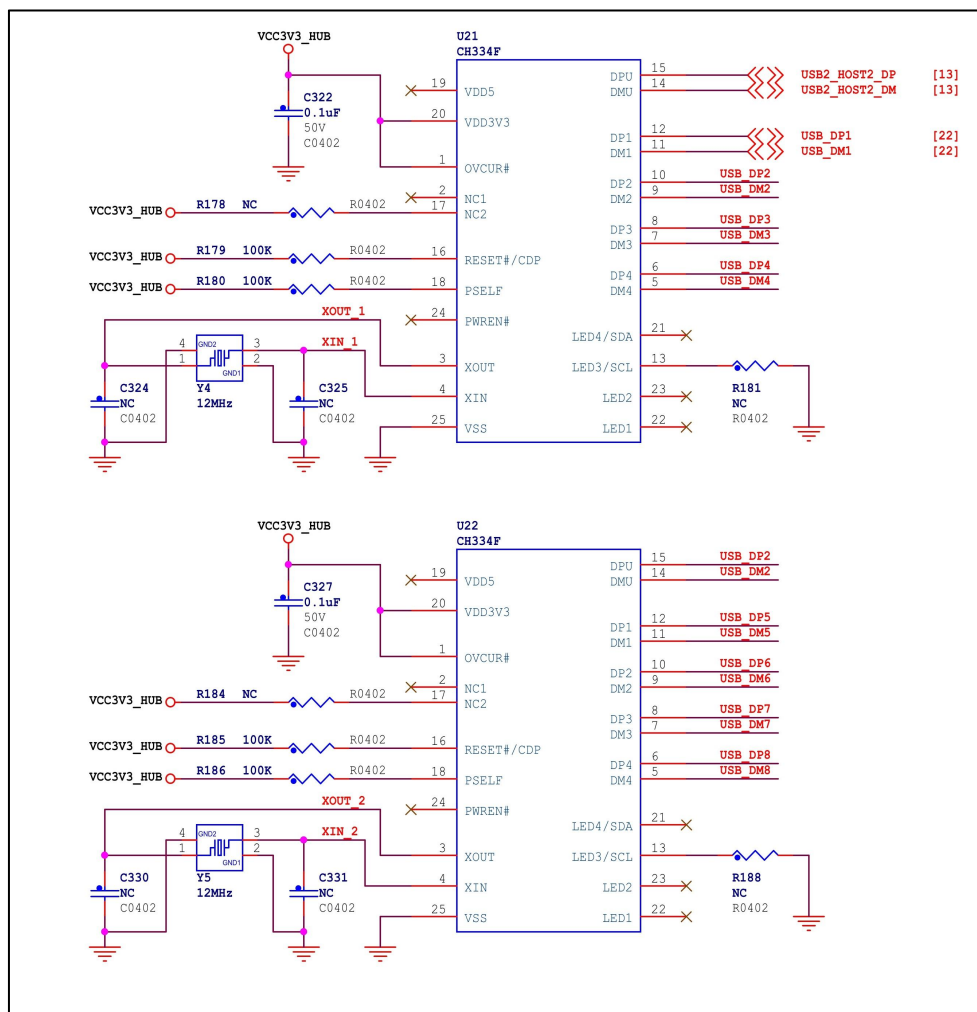 VCC3V3_HUB
C322
0.1uF
50V
C0402
U21
CH334F
19 VDD5
20 VDD3V3
1 OVCUR#
2 NC1
17 NC2
16 RESET#/CDP
18 PSELF
24 PWREN#
3 XOUT
4 XIN
25 VSS
DPU 15 USB2_HOST2_DP [13]
DMU 14 USB2_HOST2_DM [13]
DP1 12 USB_DP1 [22]
DM1 11 USB_DM1 [22]
DP2 10 USB_DP2
DM2 9 USB_DM2
DP3 8 USB_DP3
DM3 7 USB_DM3
DP4 6 USB_DP4
DM4 5 USB_DM4
LED4/SDA 21
LED3/SCL 13
LED2 23
LED1 22
R181
NC
R0402
VCC3V3_HUB R178 NC R0402
VCC3V3_HUB R179 100K R0402
VCC3V3_HUB R180 100K R0402
XOUT_1
XIN_1
4 GND2 3
1 GND1 2
Y4
12MHz
C324
NC
C0402
C325
NC
C0402
VCC3V3_HUB
C327
0.1uF
50V
C0402
U22
CH334F
19 VDD5
20 VDD3V3
1 OVCUR#
2 NC1
17 NC2
16 RESET#/CDP
18 PSELF
24 PWREN#
3 XOUT
4 XIN
25 VSS
DPU 15 USB_DP2
DMU 14 USB_DM2
DP1 12 USB_DP5
DM1 11 USB_DM5
DP2 10 USB_DP6
DM2 9 USB_DM6
DP3 8 USB_DP7
DM3 7 USB_DM7
DP4 6 USB_DP8
DM4 5 USB_DM8
LED4/SDA 21
LED3/SCL 13
LED2 23
LED1 22
R188
NC
R0402
VCC3V3_HUB R184 NC R0402
VCC3V3_HUB R185 100K R0402
VCC3V3_HUB R186 100K R0402
XOUT_2
XIN_2
4 GND2 3
1 GND1 2
Y5
12MHz
C330
NC
C0402
C331
NC
C0402